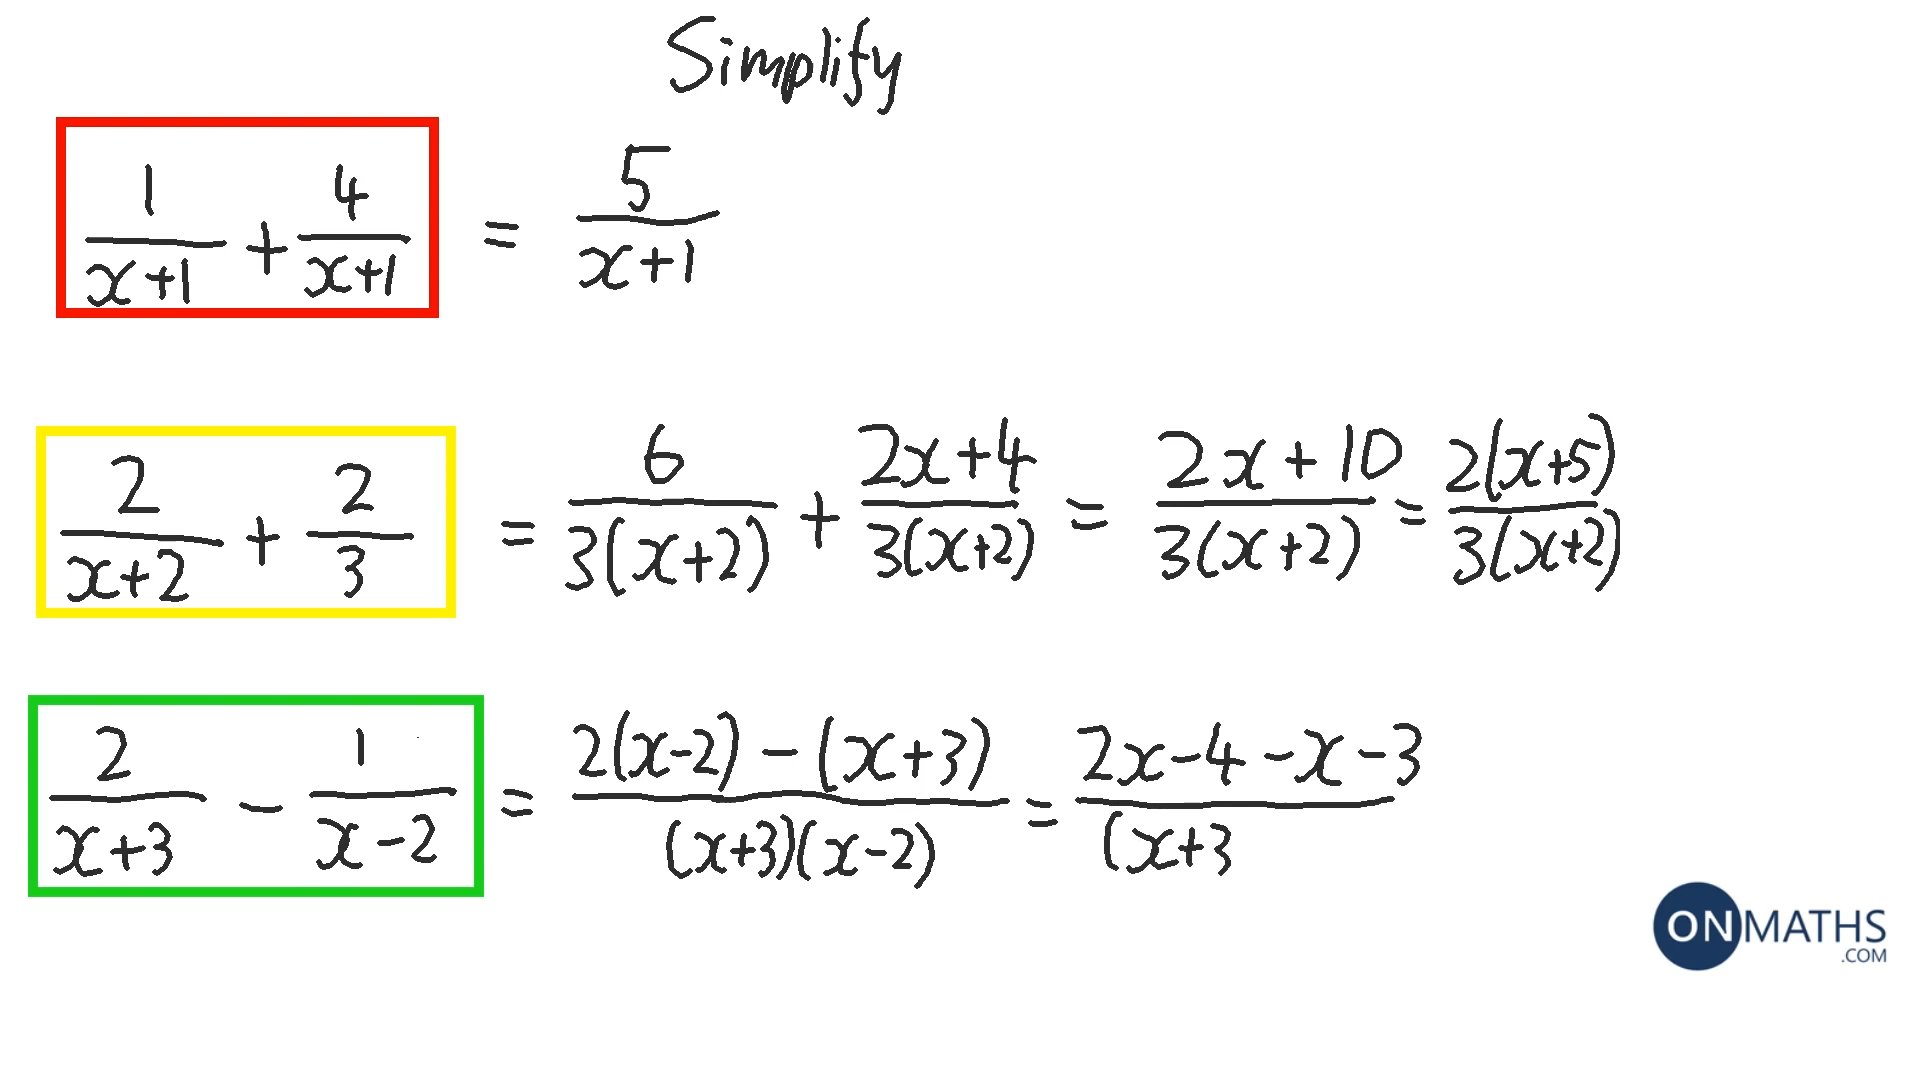 Simplify
1/(x+1) + 4/(x+1) = 5/(x+1)
2/(x+2) + 2/3 = 6/3(x+2) + (2x+4)/3(x+2) = (2x+10)/3(x+2) = 2(x+5)/3(x+2)
2/(x+3) - 1/(x-2) = (2(x-2) - (x+3))/(x+3)(x-2) = (2x-4-x-3)/(x+3
ONMATHS
.COM